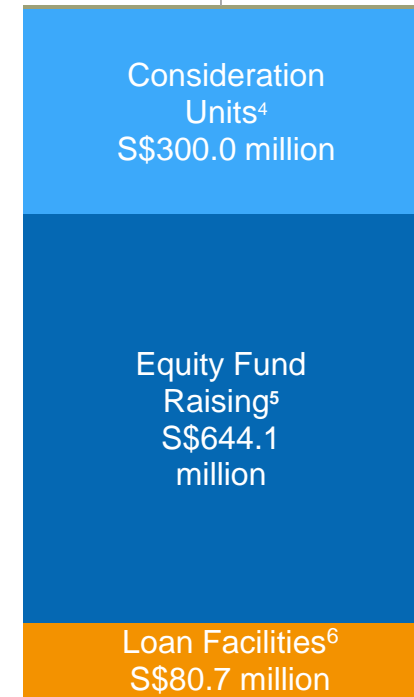 Consideration
Units⁴
S$300.0 million
Equity Fund
Raising⁵
S$644.1
million
Loan Facilities⁶
S$80.7 million